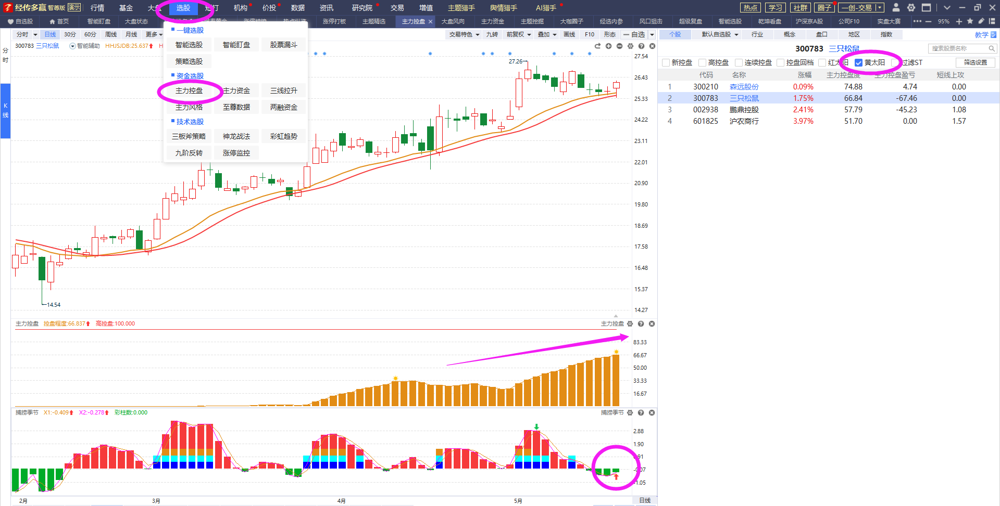 经传多赢 智尊版 演示 行情 基金 大盘 选股 短打 机构 价投 数据 资讯 研究院 交易 增值 主题猎手 舆情猎手 AI猎手 热点 学习 社群 圈子 一创-交易
自选股 首页 智能盯盘 大盘状态 涨停打板 主题精选 主力控盘 大盘风向 主力资金 主题挖掘 大咖圈子 经选内参 风口狙击 超级复盘 智能选股 乾坤看盘 沪深京A股 公司F10 实盘大赛 95%
分时 日线 30分 60分 周线 月线 更多 交易特色 九转 前复权 叠加 画线 F10 形态 自选 个股 默认自选股 行业 概念 盘口 地区 指数 教学
分时
K线
300783 三只松鼠 智能辅助 HHJSJDB:25.637 H
一键选股
智能选股 智能盯盘 股票漏斗
策略选股
资金选股
主力控盘 主力资金 三线拉升
主力风格 至尊数据 两融资金
技术选股
三板斧策略 神龙战法 彩虹趋势
九阶反转 涨停监控
27.26
14.54
27.54
26.43
25.33
24.22
23.11
22.01
20.90
19.80
18.69
17.58
16.48
15.37
14.27
主力控盘 控盘程度:66.837 高控盘:100.000 主力控盘
83.33
66.67
50.00
33.33
16.67
捕捞季节 X1:-0.409 X2:-0.278 彩柱数:0.000 捕捞季节
2.88
1.90
0.91
-0.07
-1.05
2月 3月 4月 5月 日线
300783 三只松鼠 搜索股票名称
新控盘 高控盘 连续控盘 控盘回档 红太阳 黄太阳 过滤ST 筛选设置
代码 名称 涨幅 主力控盘度 主力控盘盈亏 短线上攻
1 300210 森远股份 0.09% 74.88 4.74 0.00
2 300783 三只松鼠 1.75% 66.84 -67.46 0.00
3 002938 鹏鼎控股 2.41% 57.79 -45.23 1.08
4 601825 沪农商行 3.97% 51.70 0.00 1.57